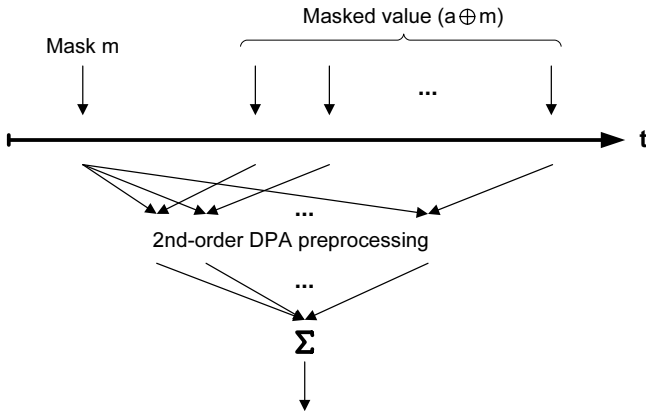 Masked value (a⊕m)
Mask m
...
t
...
2nd-order DPA preprocessing
...
Σ